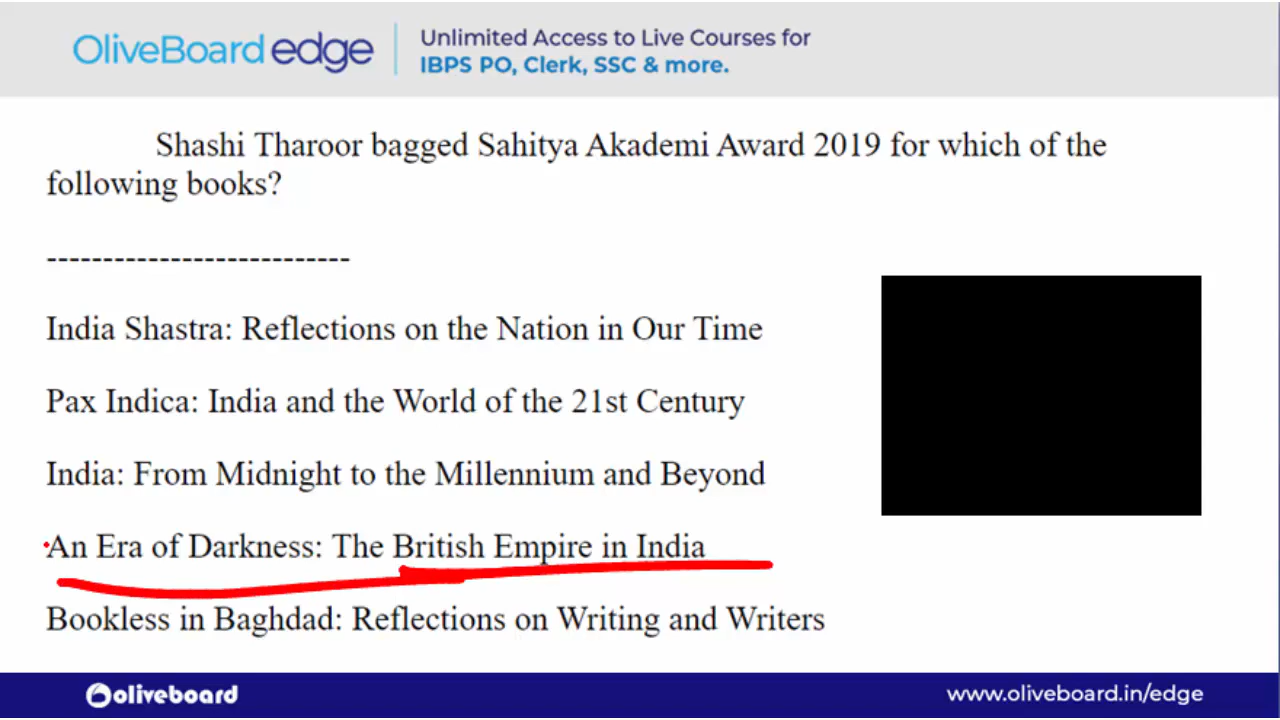 OliveBoard edge
Unlimited Access to Live Courses for
IBPS PO, Clerk, SSC & more.
Shashi Tharoor bagged Sahitya Akademi Award 2019 for which of the
following books?
---------------------------
India Shastra: Reflections on the Nation in Our Time
Pax Indica: India and the World of the 21st Century
India: From Midnight to the Millennium and Beyond
An Era of Darkness: The British Empire in India
Bookless in Baghdad: Reflections on Writing and Writers
oliveboard
www.oliveboard.in/edge